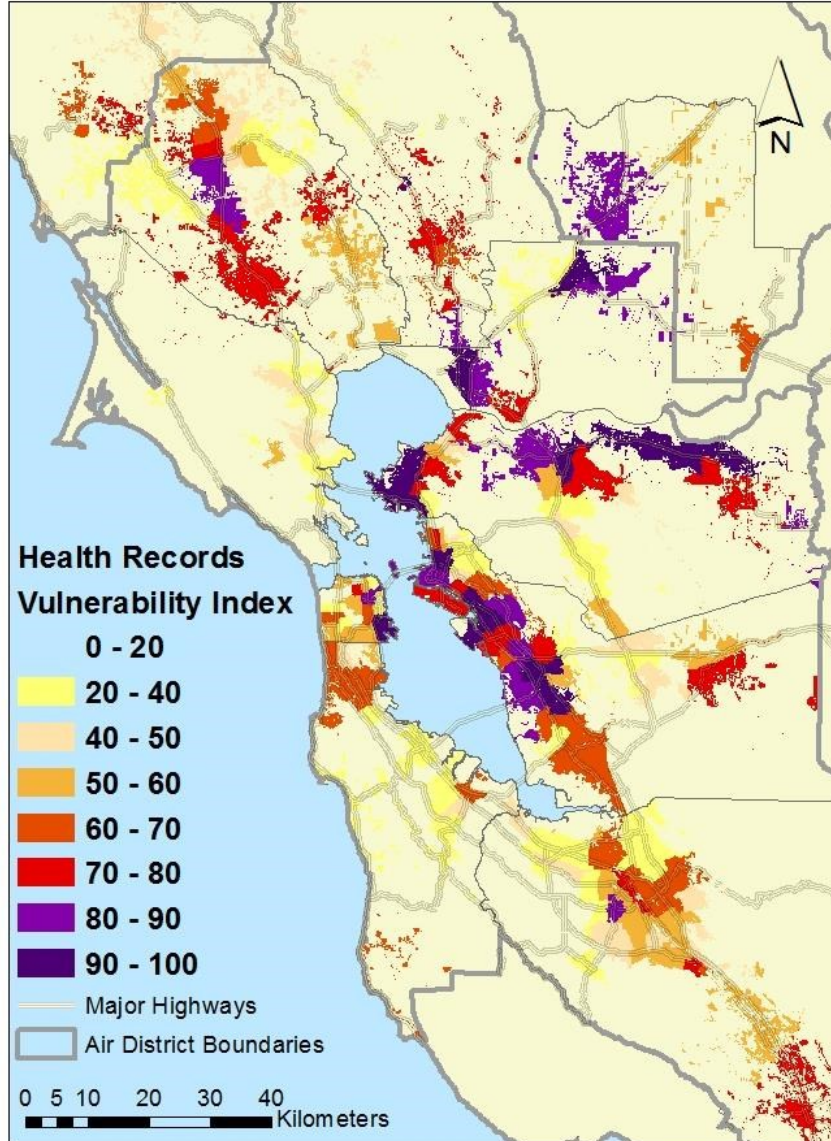 N
Health Records
Vulnerability Index
0 - 20
20 - 40
40 - 50
50 - 60
60 - 70
70 - 80
80 - 90
90 - 100
Major Highways
Air District Boundaries
0 5 10 20 30 40
Kilometers